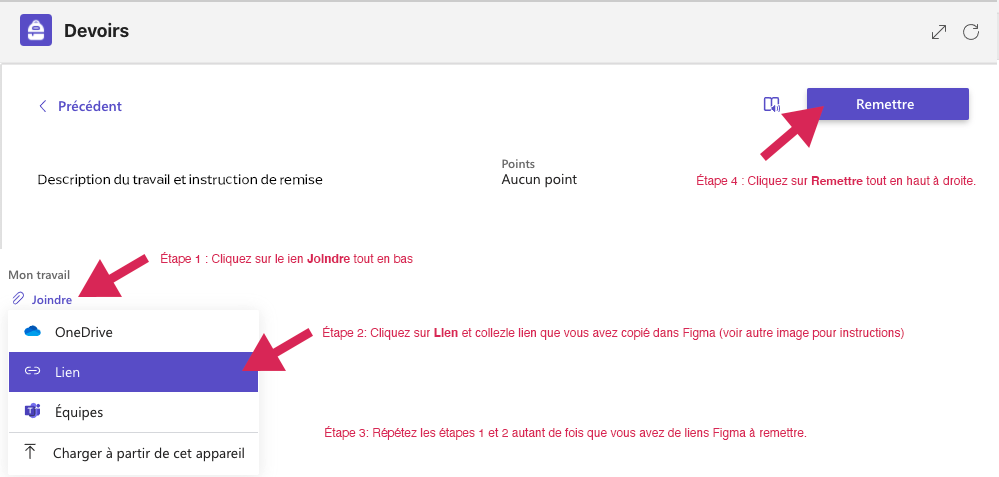 Devoirs
Précédent
Remettre
Description du travail et instruction de remise
Points
Aucun point
Étape 4 : Cliquez sur Remettre tout en haut à droite.
Étape 1 : Cliquez sur le ien Joindre tout en bas
Mon travail
Joindre
OneDrive
Étape 2: Cliquez sur Lien et collezle lien que vous avez copié dans Figma (voir autre image pour instructions)
Lien
Équipes
Étape 3: Répétez les étapes 1 et 2 autant de fois que vous avez de liens Figma à remettre.
Charger à partir de cet appareil